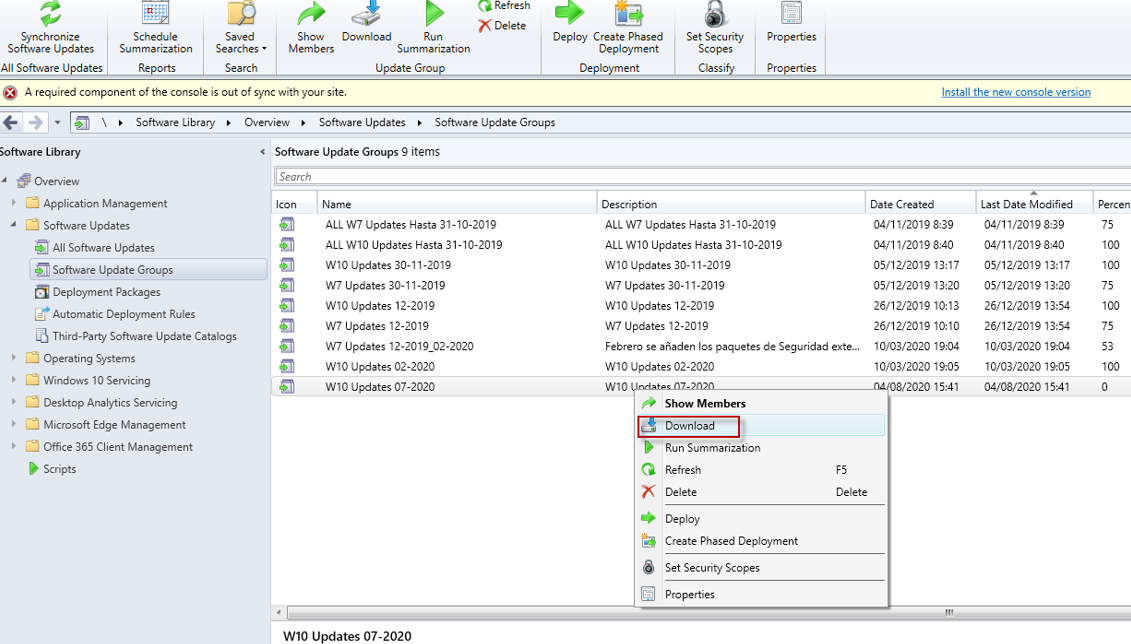 Refresh
Delete
Synchronize
Software Updates
Schedule
Summarization
Saved
Searches
Show
Members
Download
Run
Summarization
Deploy
Create Phased
Deployment
Set Security
Scopes
Properties
All Software Updates
Reports
Search
Update Group
Deployment
Classify
Properties
A required component of the console is out of sync with your site.
Install the new console version
\ Software Library Overview Software Updates Software Update Groups
Software Library
Overview
Application Management
Software Updates
All Software Updates
Software Update Groups
Deployment Packages
Automatic Deployment Rules
Third-Party Software Update Catalogs
Operating Systems
Windows 10 Servicing
Desktop Analytics Servicing
Microsoft Edge Management
Office 365 Client Management
Scripts
Software Update Groups 9 items
Search
Icon Name Description Date Created Last Date Modified Percen
ALL W7 Updates Hasta 31-10-2019 ALL W7 Updates Hasta 31-10-2019 04/11/2019 8:39 04/11/2019 8:39 75
ALL W10 Updates Hasta 31-10-2019 ALL W10 Updates Hasta 31-10-2019 04/11/2019 8:40 04/11/2019 8:40 100
W10 Updates 30-11-2019 W10 Updates 30-11-2019 05/12/2019 13:17 05/12/2019 13:17 100
W7 Updates 30-11-2019 W7 Updates 30-11-2019 05/12/2019 13:20 05/12/2019 13:20 75
W10 Updates 12-2019 W10 Updates 12-2019 26/12/2019 10:13 26/12/2019 13:54 100
W7 Updates 12-2019 W7 Updates 12-2019 26/12/2019 10:10 26/12/2019 13:54 75
W7 Updates 12-2019_02-2020 Febrero se añaden los paquetes de Seguridad exte... 10/03/2020 19:04 10/03/2020 19:04 53
W10 Updates 02-2020 W10 Updates 02-2020 10/03/2020 19:05 10/03/2020 19:05 100
W10 Updates 07-2020 W10 Updates 07-2020 04/08/2020 15:41 04/08/2020 15:41 0
Show Members
Download
Run Summarization
Refresh F5
Delete Delete
Deploy
Create Phased Deployment
Set Security Scopes
Properties
W10 Updates 07-2020